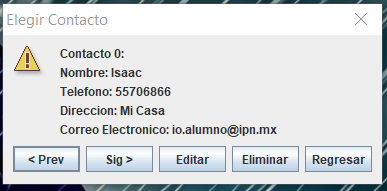 Elegir Contacto
Contacto 0:
Nombre: Isaac
Telefono: 55706866
Direccion: Mi Casa
Correo Electronico: io.alumno@ipn.mx
< Prev
Sig >
Editar
Eliminar
Regresar